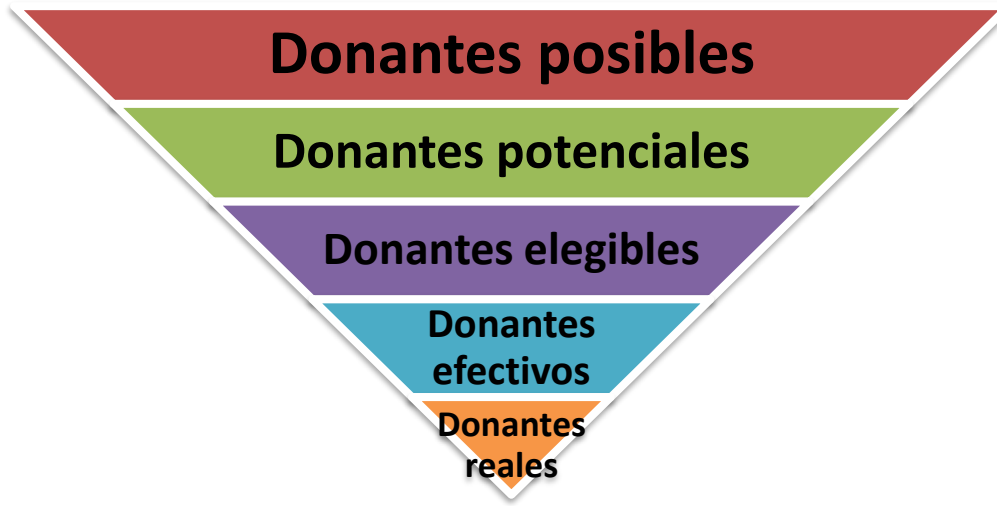 Donantes posibles
Donantes potenciales
Donantes elegibles
Donantes
efectivos
Donantes
reales